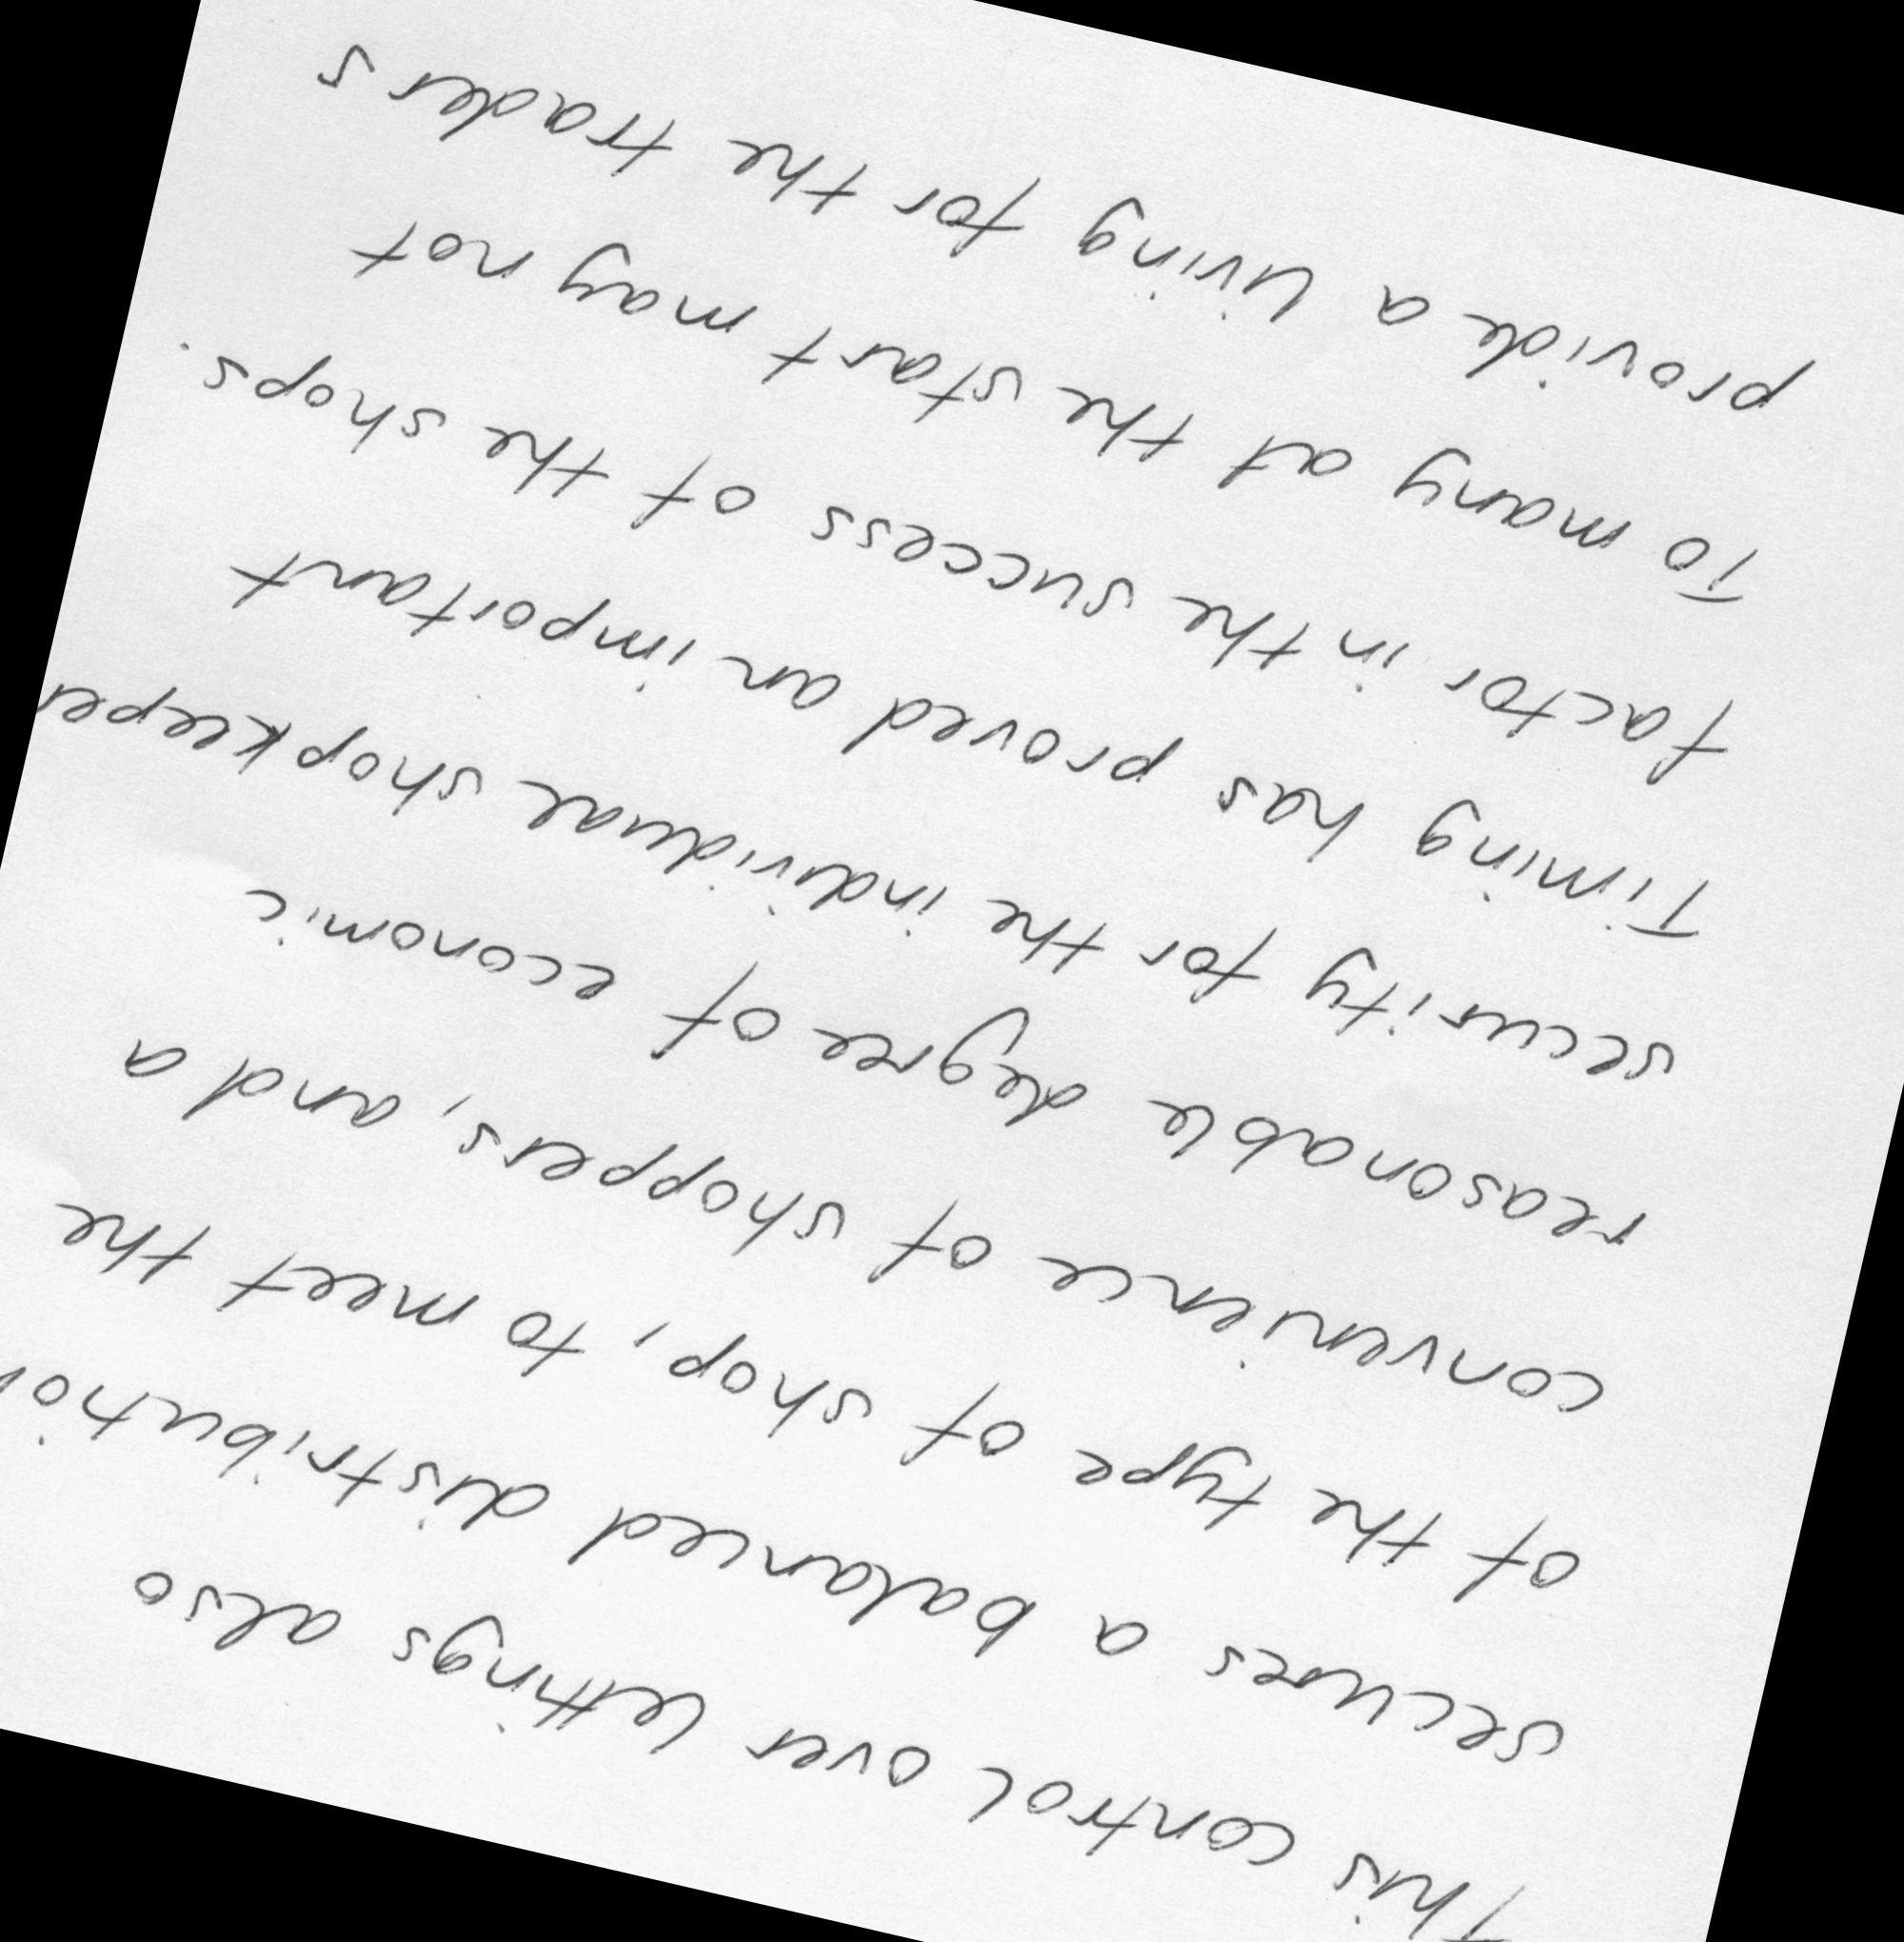 This control over lettings also
secures a balanced distribution
of the type of shop, to meet the
convenience of shoppers, and a
reasonable degree of economic
security for the individual shopkeeper
Timing has proved an important
factor in the success of the shops.
To many at the start may not
provide a living for the traders